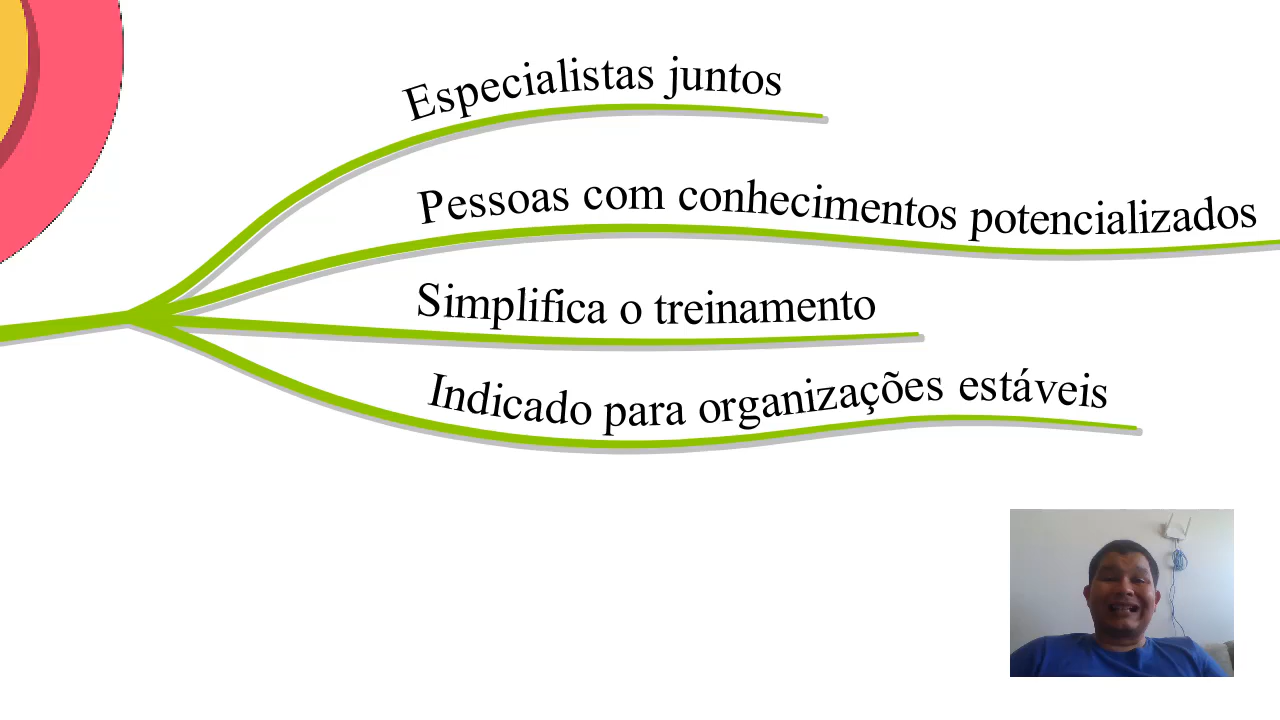 Especialistas juntos
Pessoas com conhecimentos potencializados
Simplifica o treinamento
Indicado para organizações estáveis